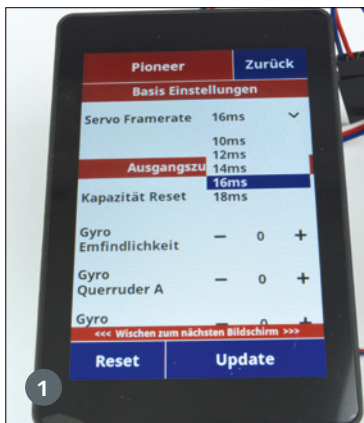 Pioneer Zurück
Basis Einstellungen
Servo Framerate 16ms
10ms
12ms
14ms
Ausgangszu
16ms
Kapazität Reset 18ms
Gyro
Emfindlichkeit − 0 +
Gyro
Querruder A − 0 +
Gyro
<<< Wischen zum nächsten Bildschirm >>>
Reset Update
1